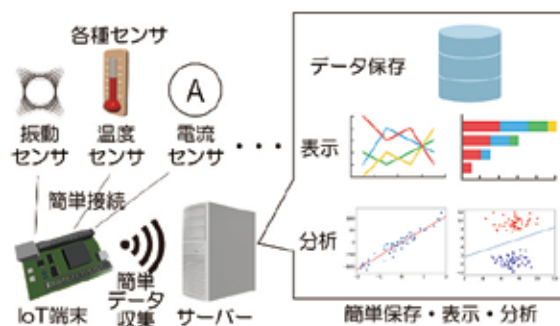 各種センサ
A
振動
センサ
温度
センサ
電流
センサ
・・・
簡単接続
IoT端末
簡単
データ
収集
サーバー
データ保存
表示
分析
簡単保存・表示・分析